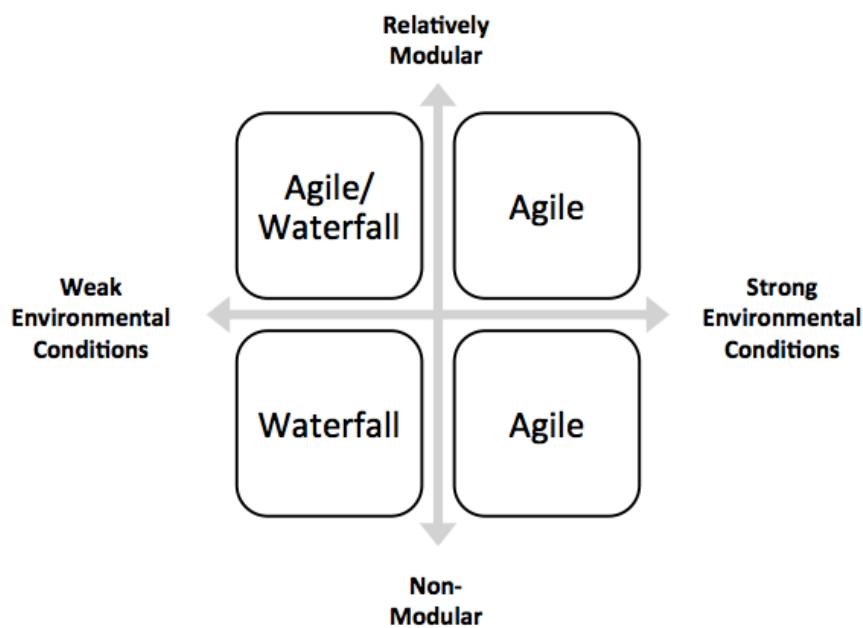 Relatively
Modular
Agile/
Waterfall
Agile
Weak
Environmental
Conditions
Strong
Environmental
Conditions
Waterfall
Agile
Non-
Modular